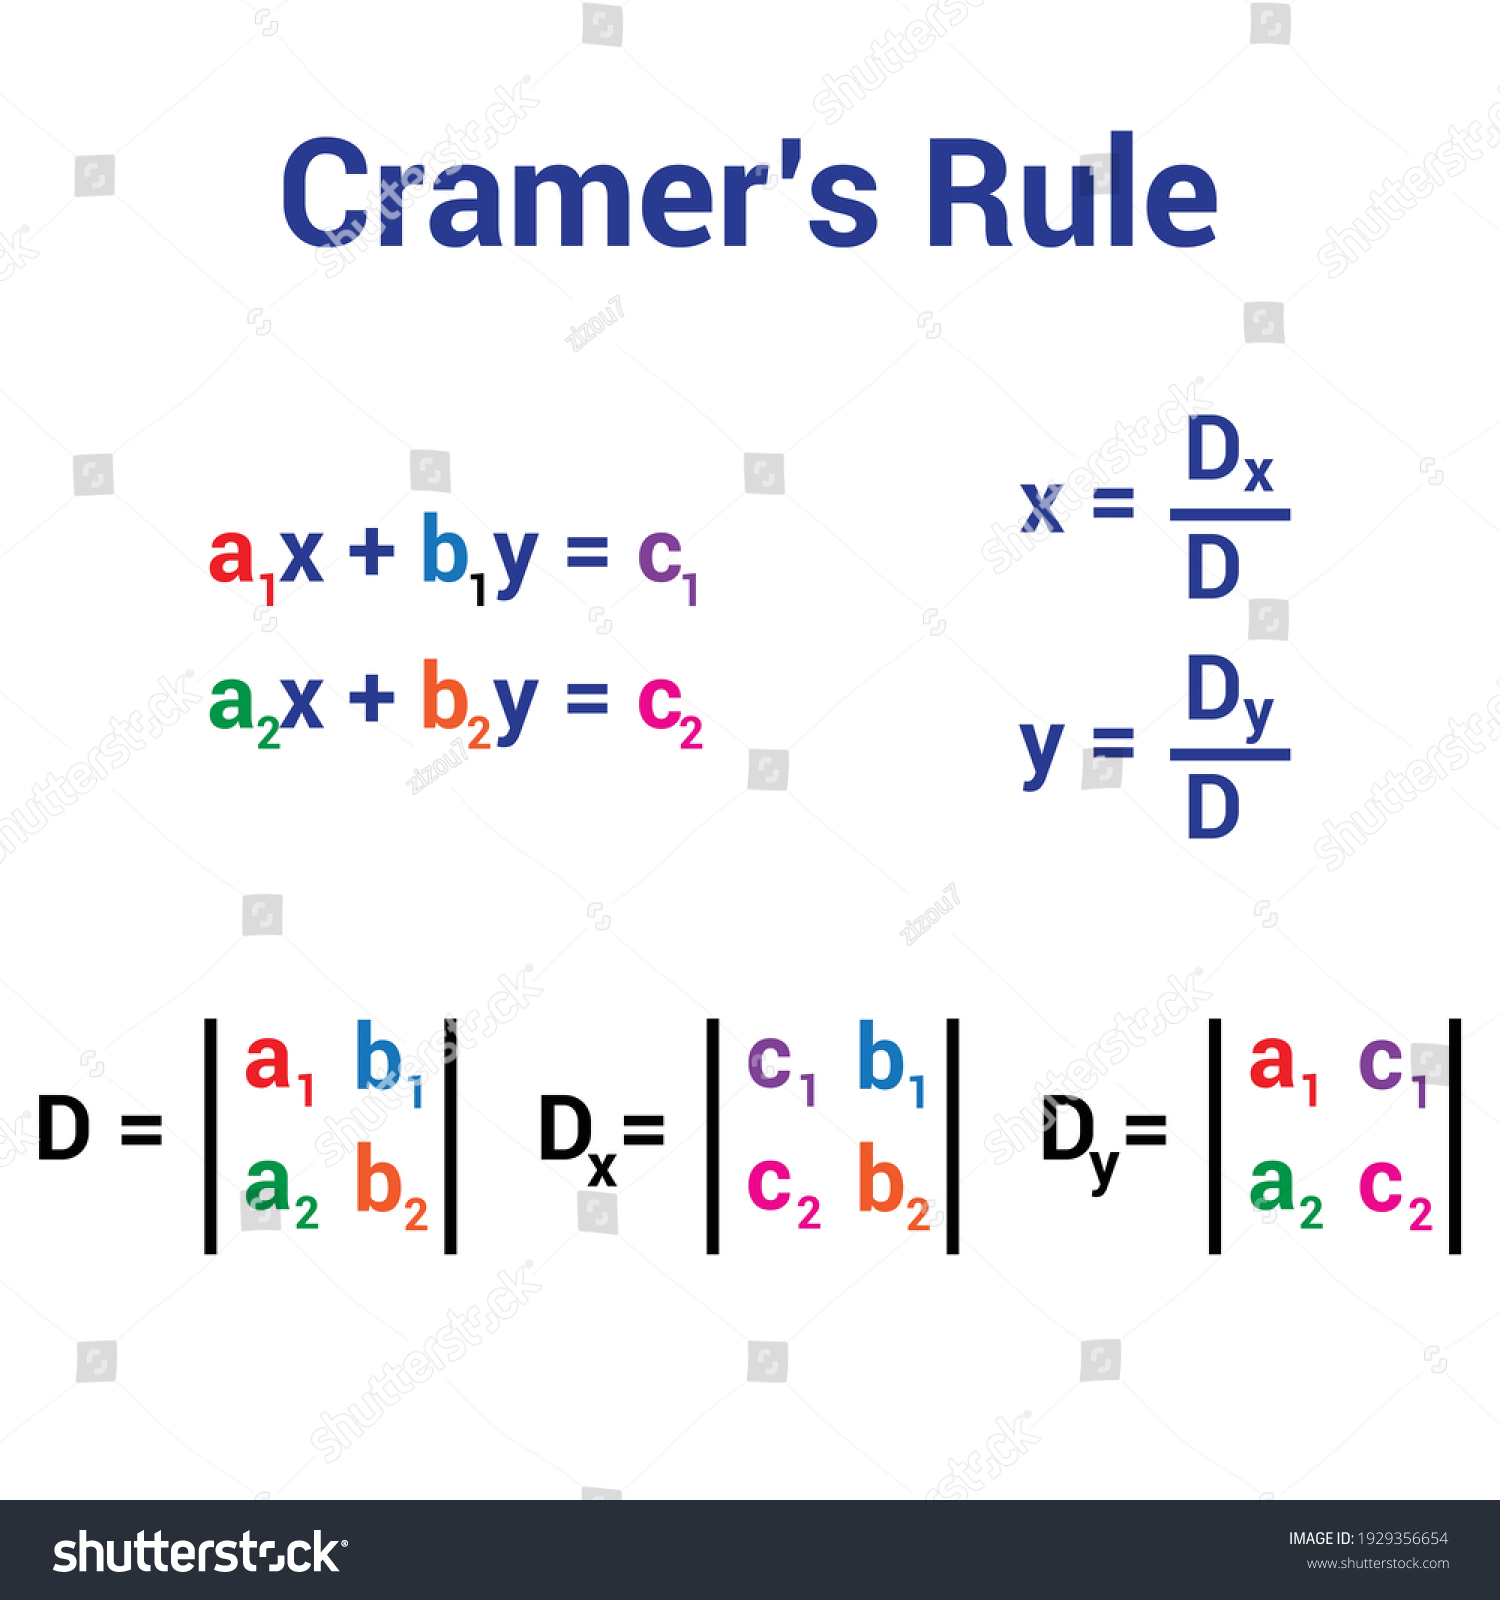 Cramer's Rule
a₁x + b₁y = c₁
a₂x + b₂y = c₂
x = Dₓ
D
y = Dy
D
D = | a₁ b₁ |
| a₂ b₂ |
Dₓ = | c₁ b₁ |
| c₂ b₂ |
Dy = | a₁ c₁ |
| a₂ c₂ |
shutterstock
zizou7
IMAGE ID: 1929356654
www.shutterstock.com